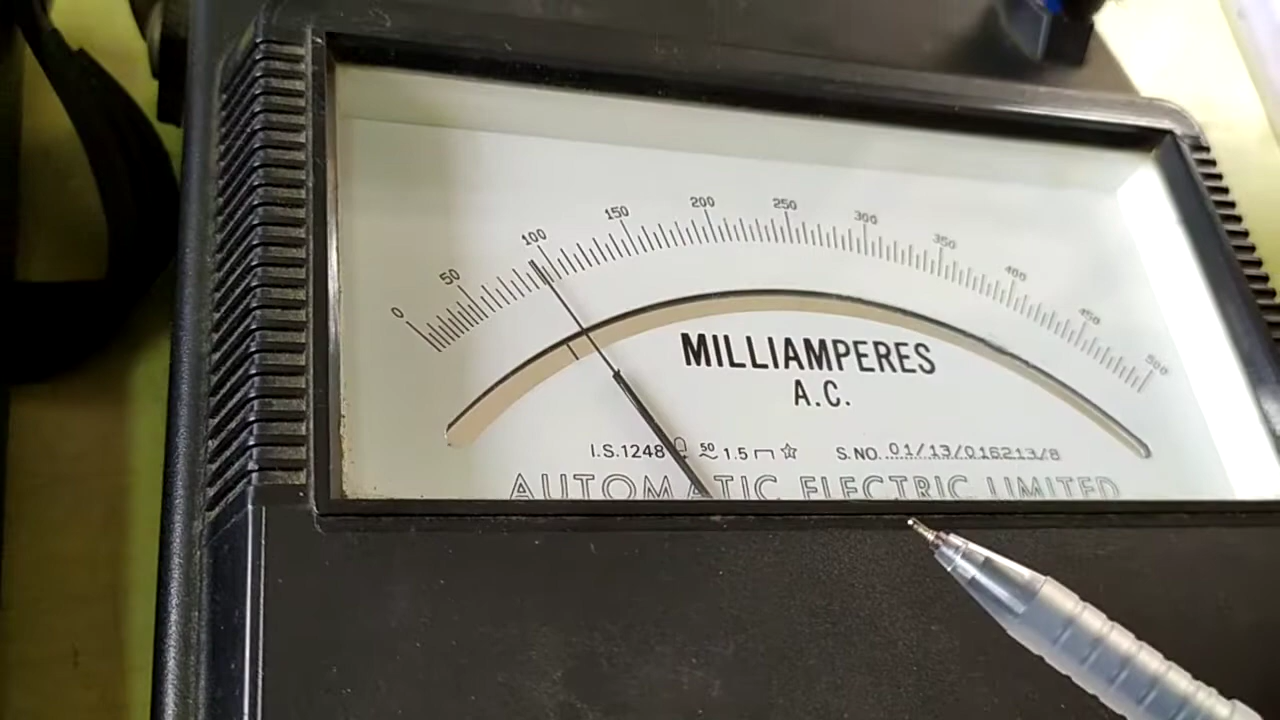 0 50 100 150 200 250 300 350 400 450 500
MILLIAMPERES
A.C.
I.S.1248 50 1.5 S.NO. 01/13/016213/8
AUTOMATIC ELECTRIC LIMITED